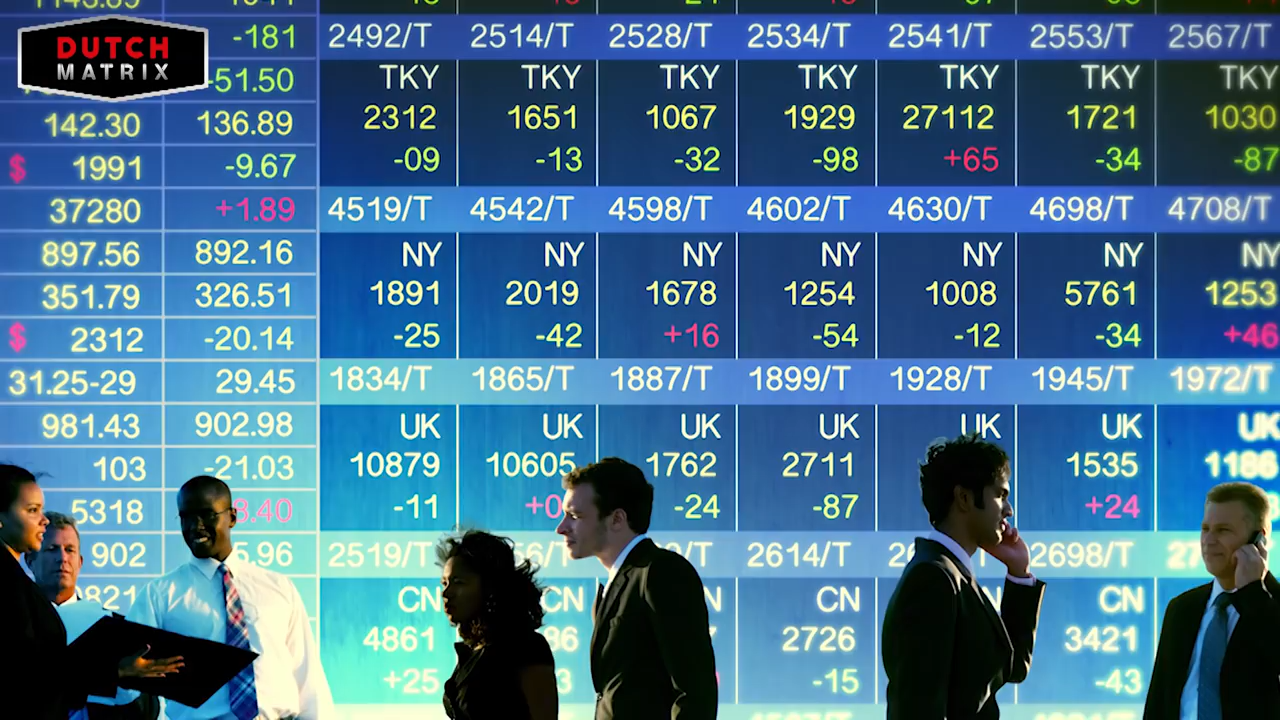 DUTCH
MATRIX
-181 2492/T 2514/T 2528/T 2534/T 2541/T 2553/T 2567/T
-51.50 TKY TKY TKY TKY TKY TKY TKY
142.30 136.89 2312 1651 1067 1929 27112 1721 1030
$ 1991 -9.67 -09 -13 -32 -98 +65 -34 -87
37280 +1.89 4519/T 4542/T 4598/T 4602/T 4630/T 4698/T 4708/T
897.56 892.16 NY NY NY NY NY NY NY
351.79 326.51 1891 2019 1678 1254 1008 5761 1253
$ 2312 -20.14 -25 -42 +16 -54 -12 -34 +46
31.25-29 29.45 1834/T 1865/T 1887/T 1899/T 1928/T 1945/T 1972/T
981.43 902.98 UK UK UK UK UK UK UK
103 -21.03 10879 10605 1762 2711 1535 1186
5318 -11 -24 -87 +24
902 2519/T 2614/T 2698/T
CN CN CN CN
4861 2726 3421
+25 -15 -43